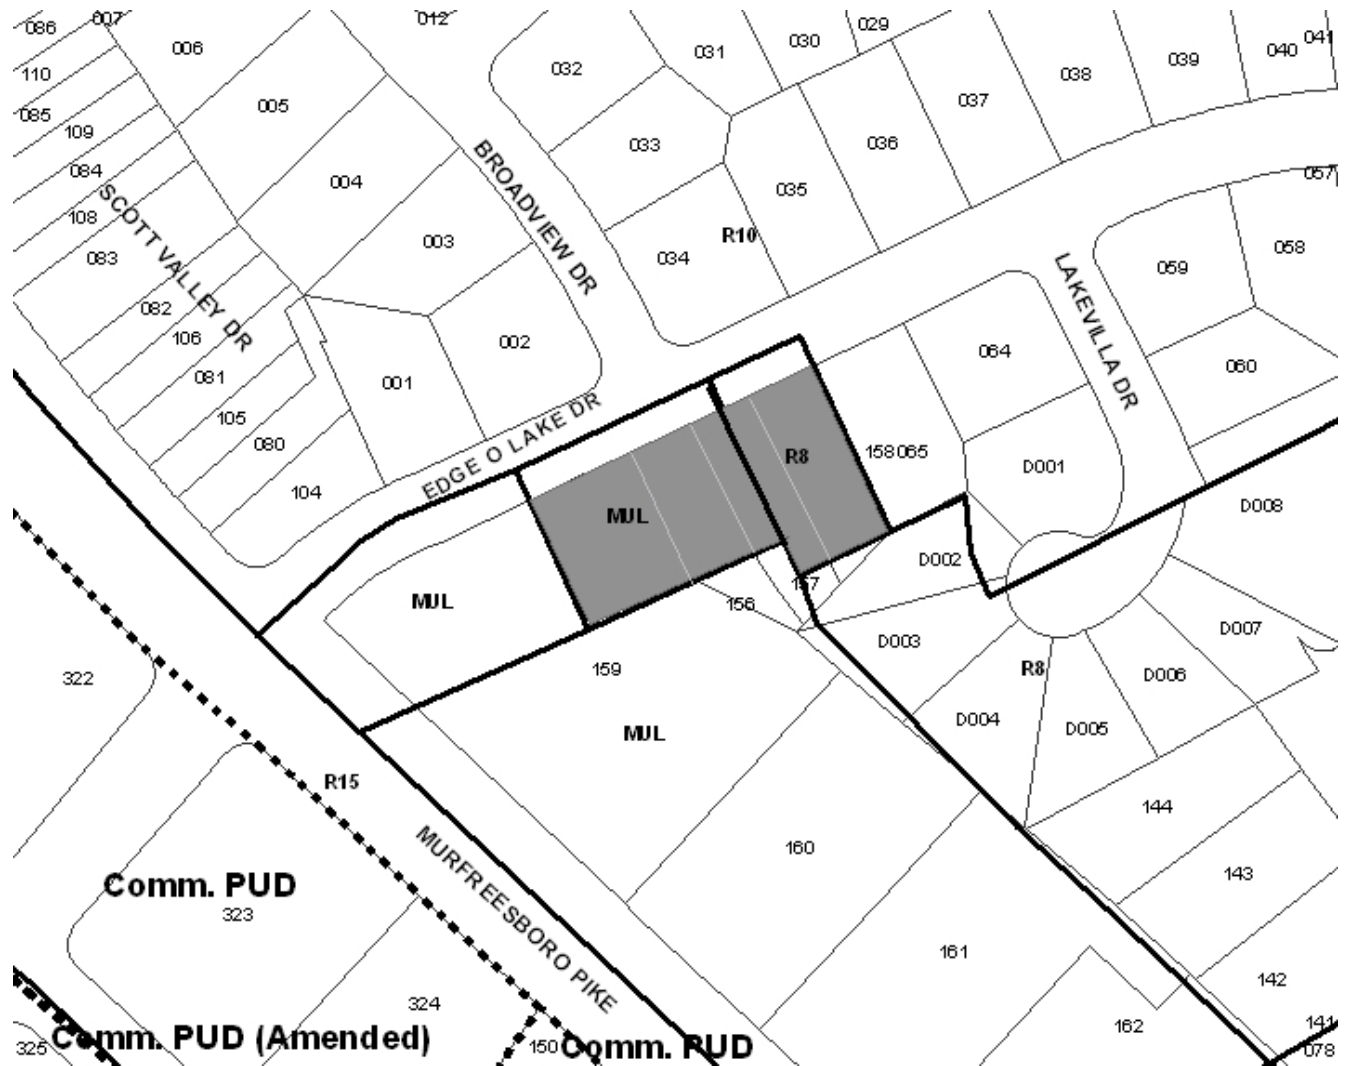 086
007
012
006
029
032
031
030
040
041
110
005
039
038
085
109
037
033
036
084
004
035
057
108
SCOTT VALLEY DR
BROADVIEW DR
003
R10
034
083
058
059
LAKEVILLA DR
082
106
002
064
081
001
060
105
EDGE O LAKE DR
080
R8
158
065
D001
104
MUL
D008
D002
MUL
157
156
D003
D007
159
R8
D006
322
D004
D005
MUL
R15
144
160
MURFREESBORO PIKE
143
Comm. PUD
323
161
142
324
162
141
Comm. PUD (Amended)
325
150
Comm. PUD
078